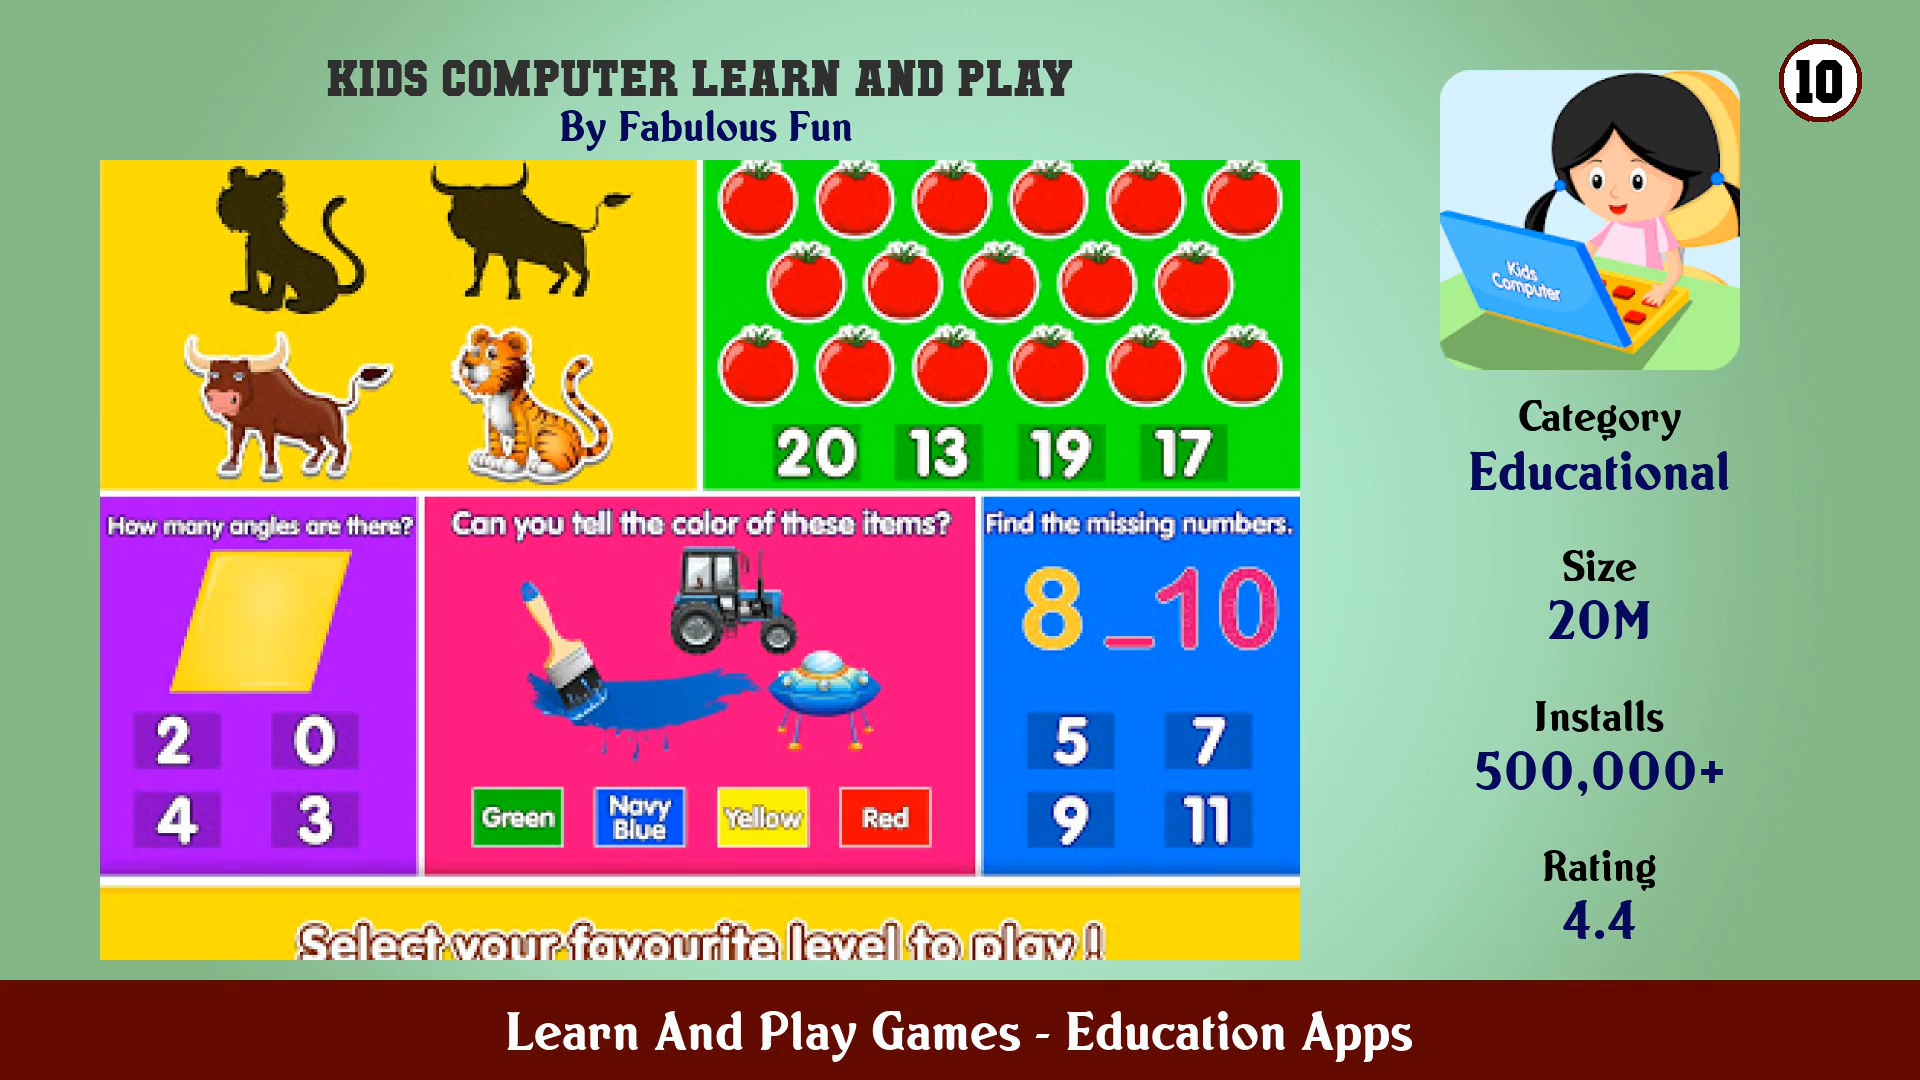 KIDS COMPUTER LEARN AND PLAY
By Fabulous Fun
10
Kids
Computer
20 13 19 17
How many angles are there?
2 0
4 3
Can you tell the color of these items?
Green
Navy
Blue
Yellow
Red
Find the missing numbers.
8 _ 10
5 7
9 11
Select your favourite level to play !
Category
Educational
Size
20M
Installs
500,000+
Rating
4.4
Learn And Play Games - Education Apps